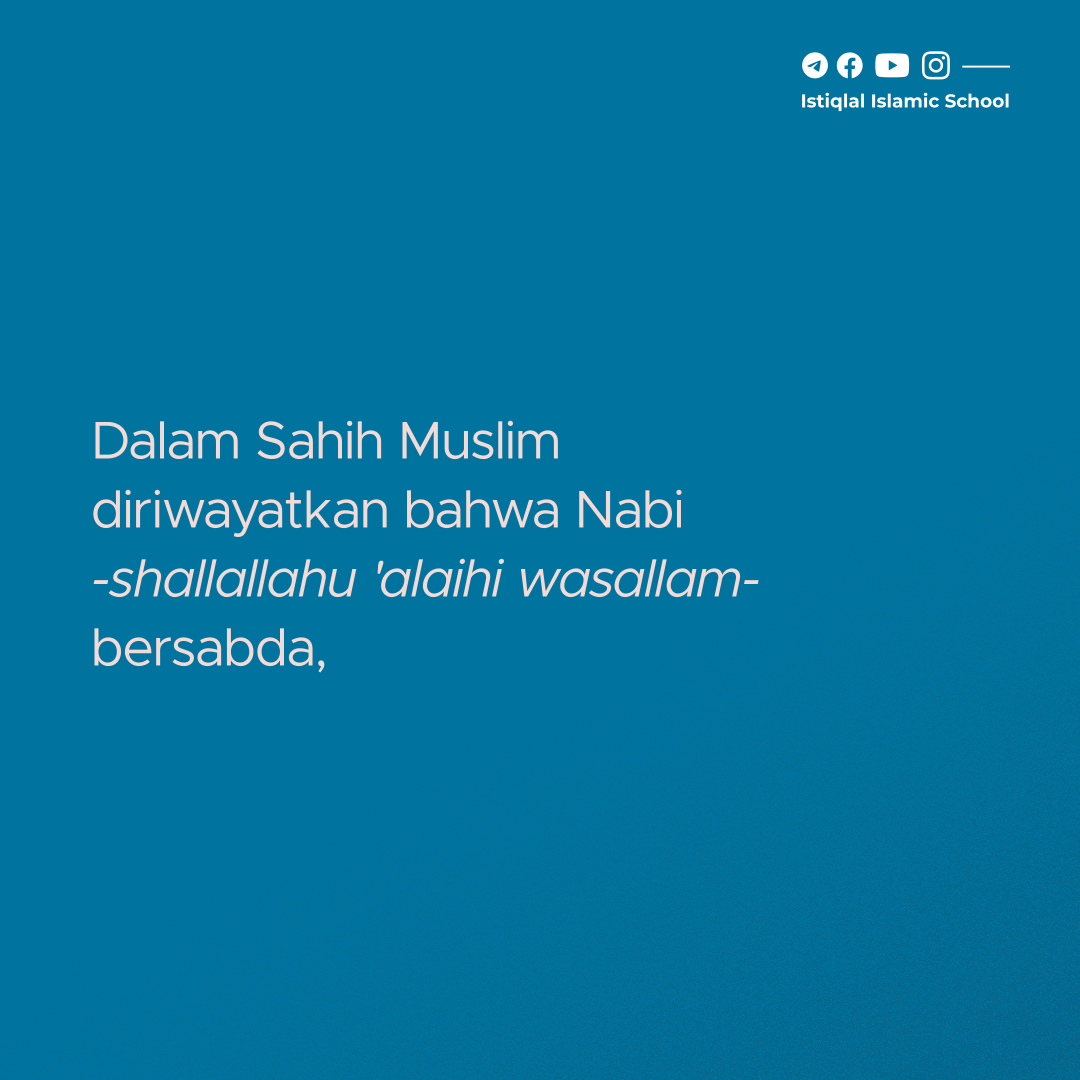 Istiqlal Islamic School
Dalam Sahih Muslim
diriwayatkan bahwa Nabi
-shallallahu 'alaihi wasallam-
bersabda,